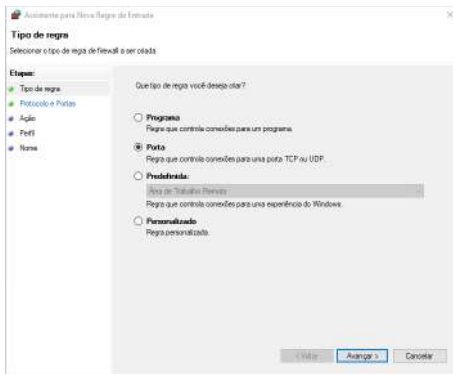 Assistente para Nova Regra de Entrada
Tipo de regra
Selecionar o tipo de regra de firewall a ser criada
Etapas:
Tipo de regra
Protocolo e Portas
Ação
Perfil
Nome
Que tipo de regra você deseja criar?
Programa
Regra que controla conexões para um programa.
Porta
Regra que controla conexões para uma porta TCP ou UDP.
Predefinida:
Área de Trabalho Remota
Regra que controla conexões para uma experiência do Windows.
Personalizado
Regra personalizada.
< Voltar
Avançar >
Cancelar